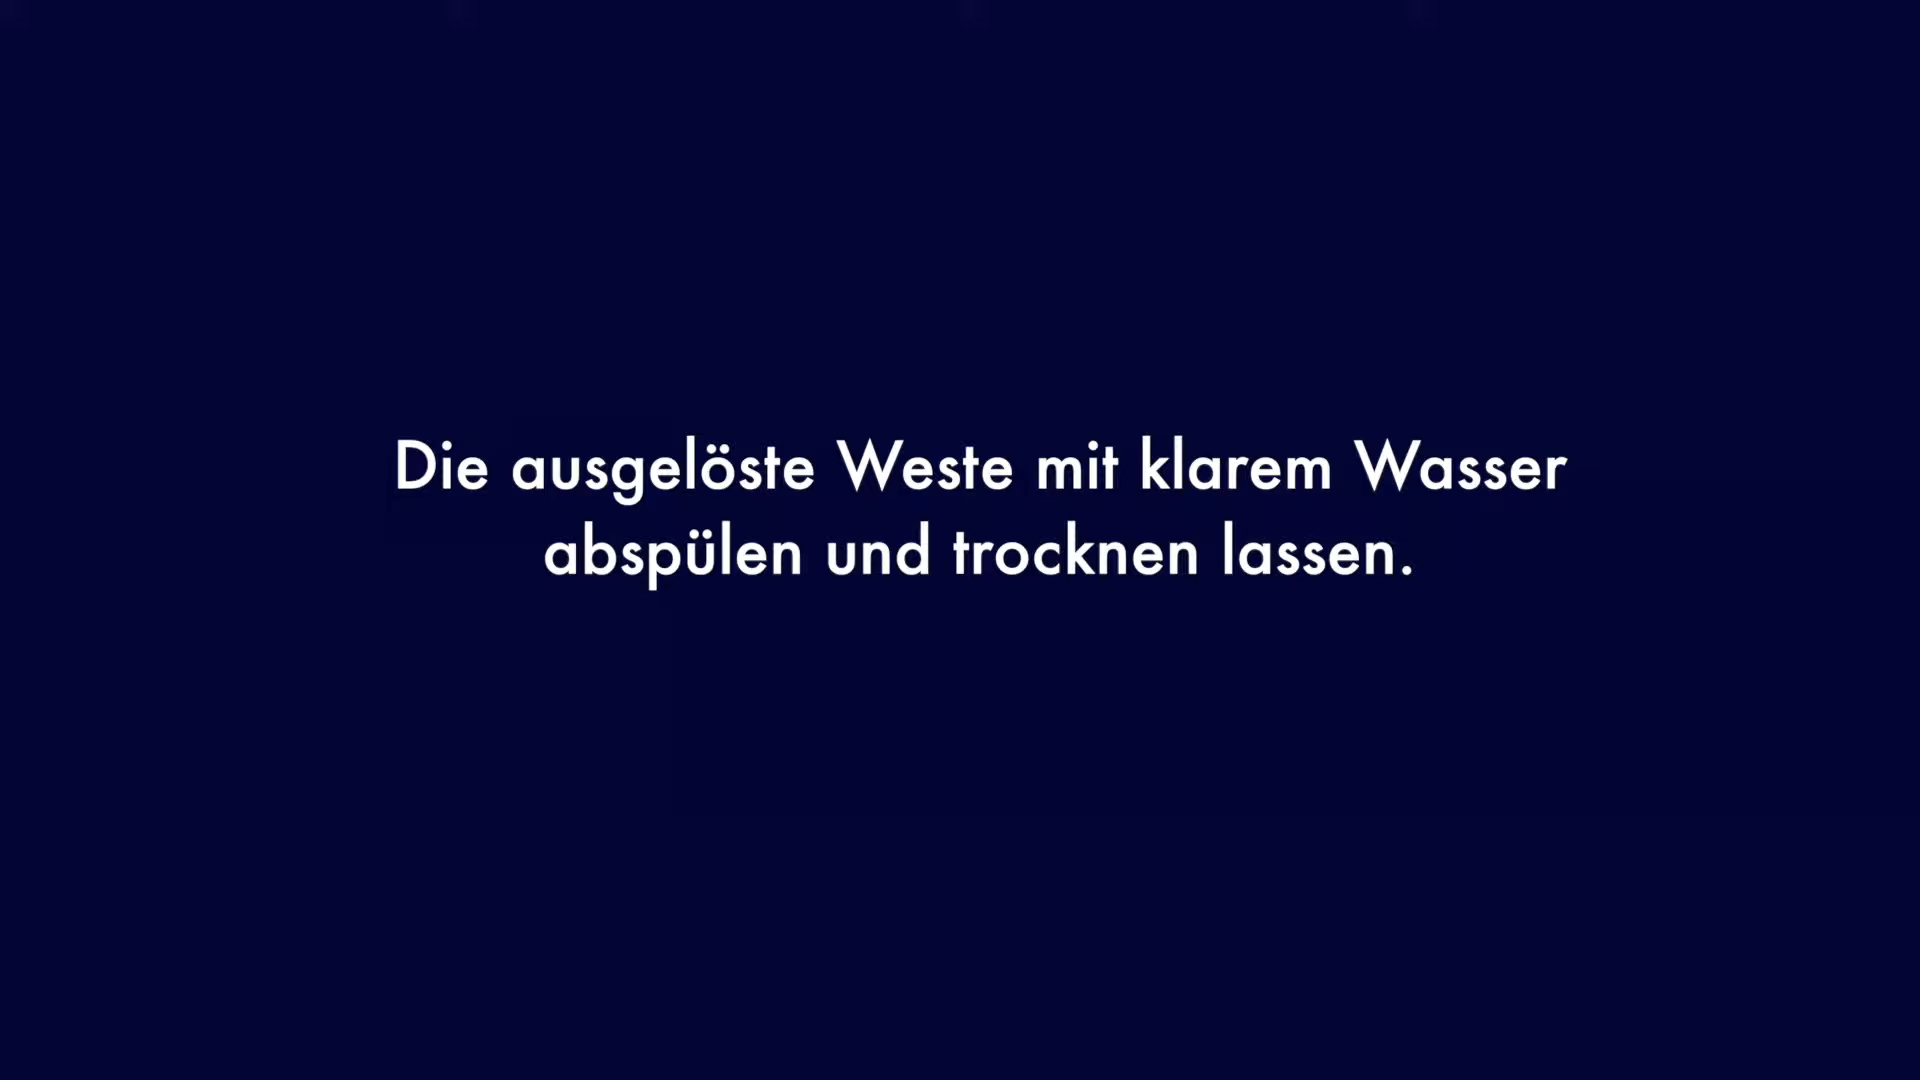 Die ausgelöste Weste mit klarem Wasser
abspülen und trocknen lassen.